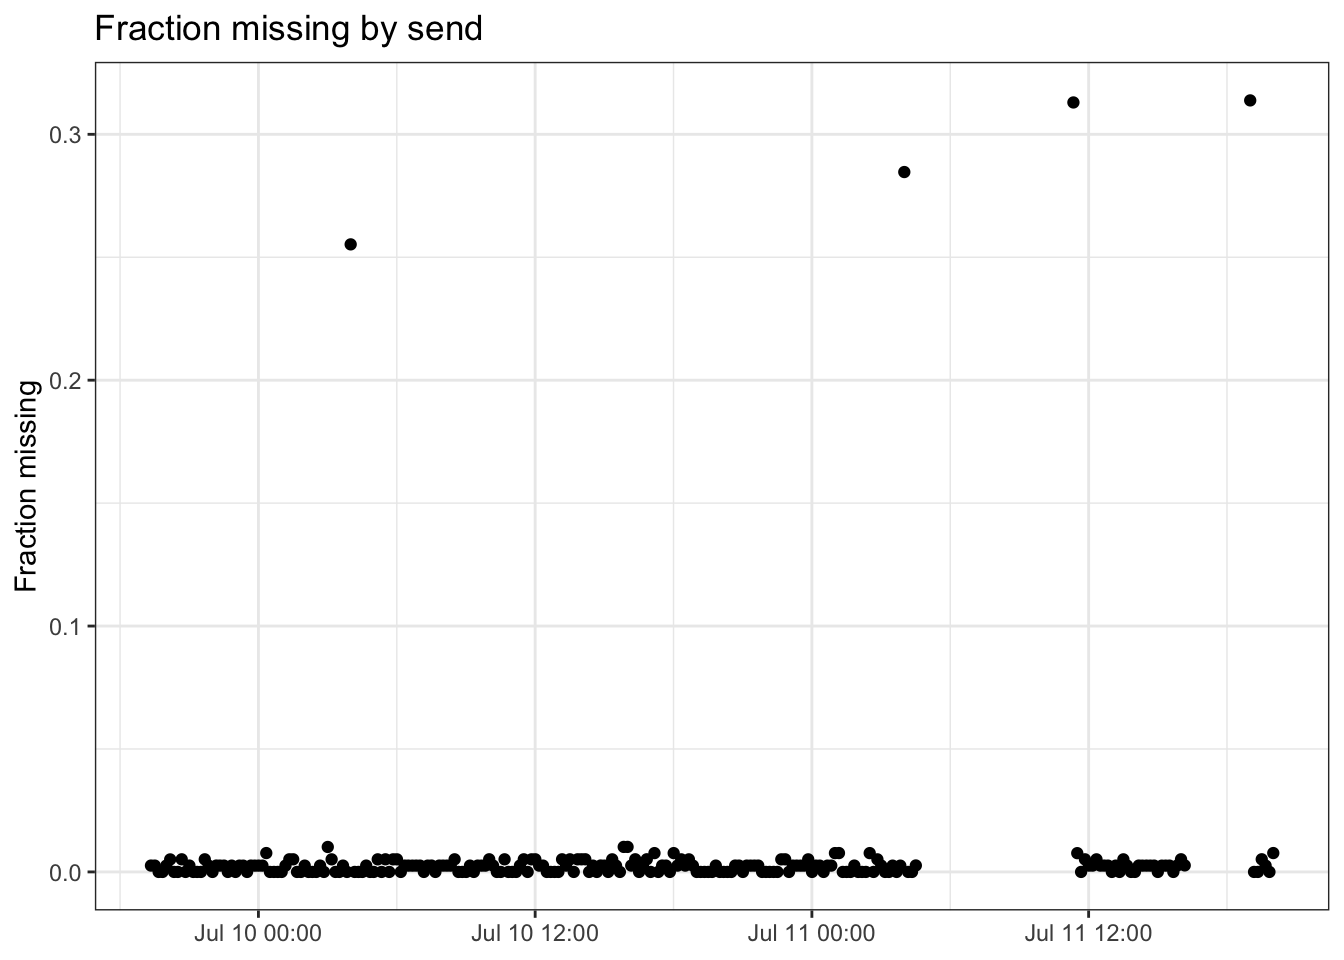 Fraction missing by send
Fraction missing
0.3
0.2
0.1
0.0
Jul 10 00:00
Jul 10 12:00
Jul 11 00:00
Jul 11 12:00